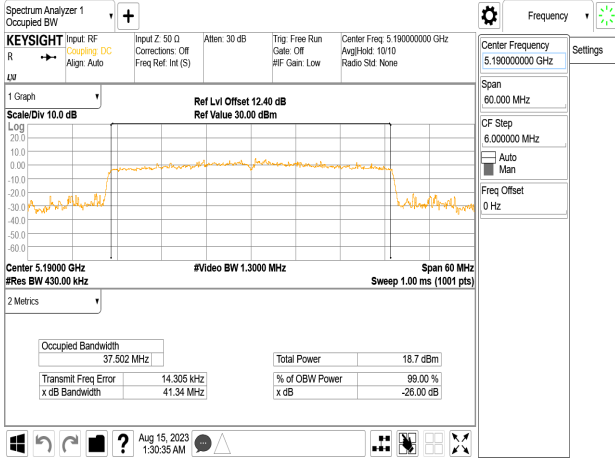 Spectrum Analyzer 1
Occupied BW
Frequency
KEYSIGHT
R
LXI
Input: RF
Coupling: DC
Align: Auto
Input Z: 50 Ω
Corrections: Off
Freq Ref: Int (S)
Atten: 30 dB
Trig: Free Run
Gate: Off
#IF Gain: Low
Center Freq: 5.190000000 GHz
Avg|Hold: 10/10
Radio Std: None
Center Frequency
5.190000000 GHz
Settings
Span
60.000 MHz
CF Step
6.000000 MHz
Auto
Man
Freq Offset
0 Hz
1 Graph
Scale/Div 10.0 dB
Ref Lvl Offset 12.40 dB
Ref Value 30.00 dBm
Log
20.0
10.0
0.00
-10.0
-20.0
-30.0
-40.0
-50.0
-60.0
Center 5.19000 GHz
#Video BW 1.3000 MHz
Span 60 MHz
#Res BW 430.00 kHz
Sweep 1.00 ms (1001 pts)
2 Metrics
Occupied Bandwidth
37.502 MHz
Total Power 18.7 dBm
Transmit Freq Error 14.305 kHz
% of OBW Power 99.00 %
x dB Bandwidth 41.34 MHz
x dB -26.00 dB
Aug 15, 2023
1:30:35 AM